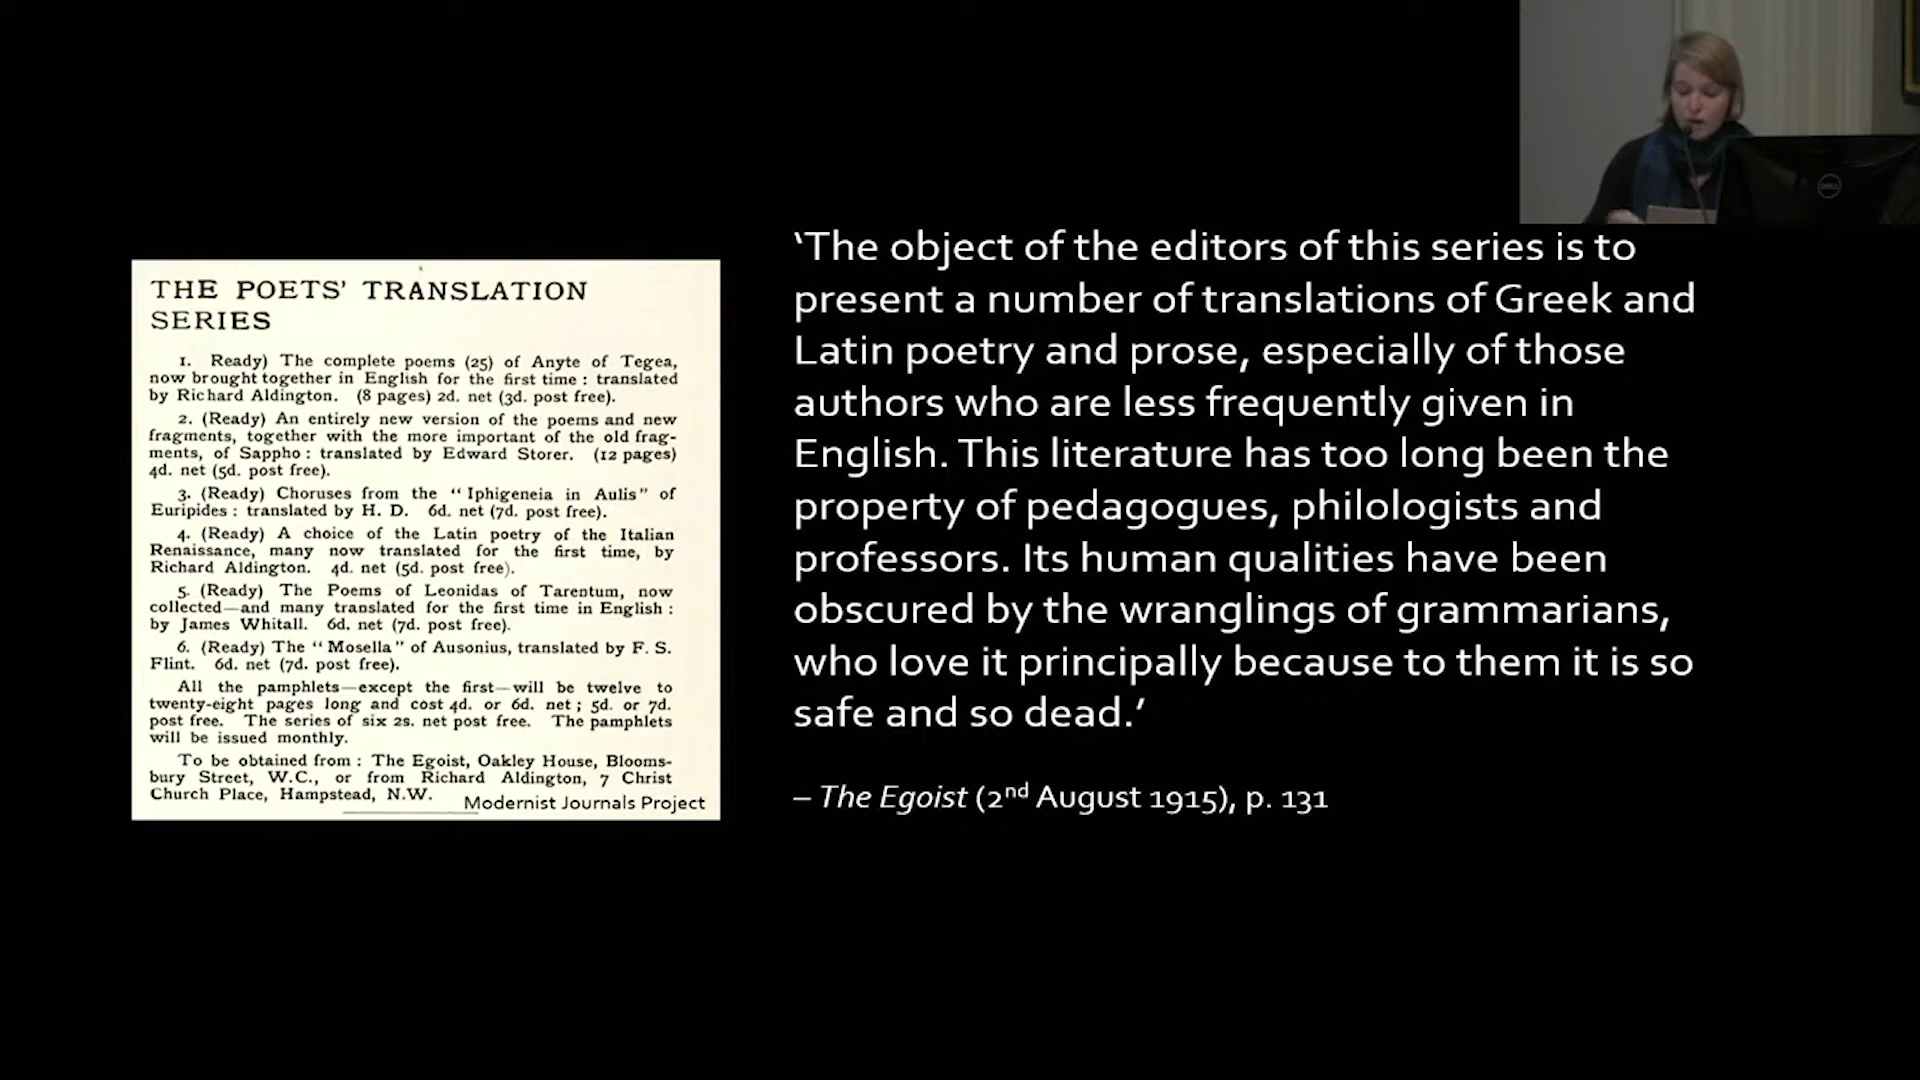 THE POETS' TRANSLATION
SERIES
1. Ready) The complete poems (25) of Anyte of Tegea,
now brought together in English for the first time : translated
by Richard Aldington. (8 pages) 2d. net (3d. post free).
2. (Ready) An entirely new version of the poems and new
fragments, together with the more important of the old frag-
ments, of Sappho : translated by Edward Storer. (12 pages)
4d. net (5d. post free).
3. (Ready) Choruses from the “ Iphigeneia in Aulis” of
Euripides : translated by H. D. 6d. net (7d. post free).
4. (Ready) A choice of the Latin poetry of the Italian
Renaissance, many now translated for the first time, by
Richard Aldington. 4d. net (5d. post free).
5. (Ready) The Poems of Leonidas of Tarentum, now
collected—and many translated for the first time in English :
by James Whitall. 6d. net (7d. post free).
6. (Ready) The “ Mosella” of Ausonius, translated by F. S.
Flint. 6d. net (7d. post free).
All the pamphlets—except the first—will be twelve to
twenty-eight pages long and cost 4d. or 6d. net ; 5d. or 7d.
post free. The series of six 2s. net post free. The pamphlets
will be issued monthly.
To be obtained from : The Egoist, Oakley House, Blooms-
bury Street, W.C., or from Richard Aldington, 7 Christ
Church Place, Hampstead, N.W.
Modernist Journals Project
‘The object of the editors of this series is to
present a number of translations of Greek and
Latin poetry and prose, especially of those
authors who are less frequently given in
English. This literature has too long been the
property of pedagogues, philologists and
professors. Its human qualities have been
obscured by the wranglings of grammarians,
who love it principally because to them it is so
safe and so dead.’
– The Egoist (2nd August 1915), p. 131
DELL